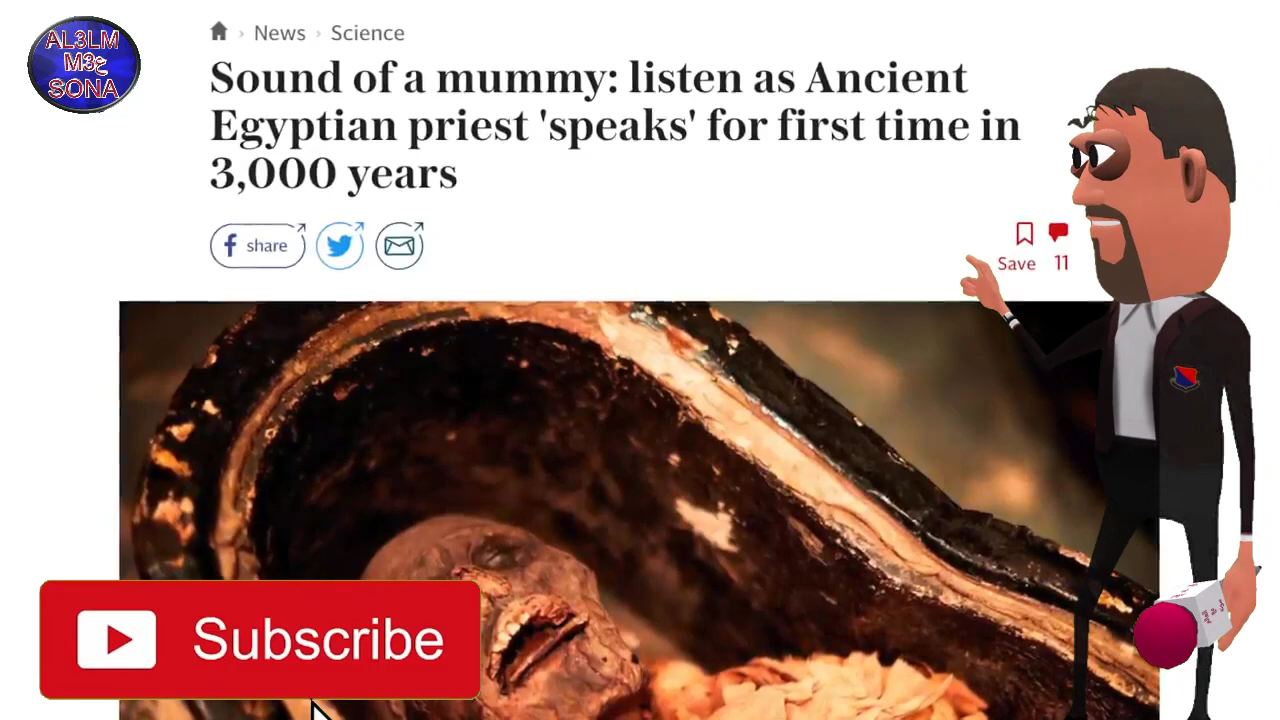 AL3LM
M3ع
SONA
News › Science
Sound of a mummy: listen as Ancient
Egyptian priest 'speaks' for first time in
3,000 years
f share
Save 11
Subscribe